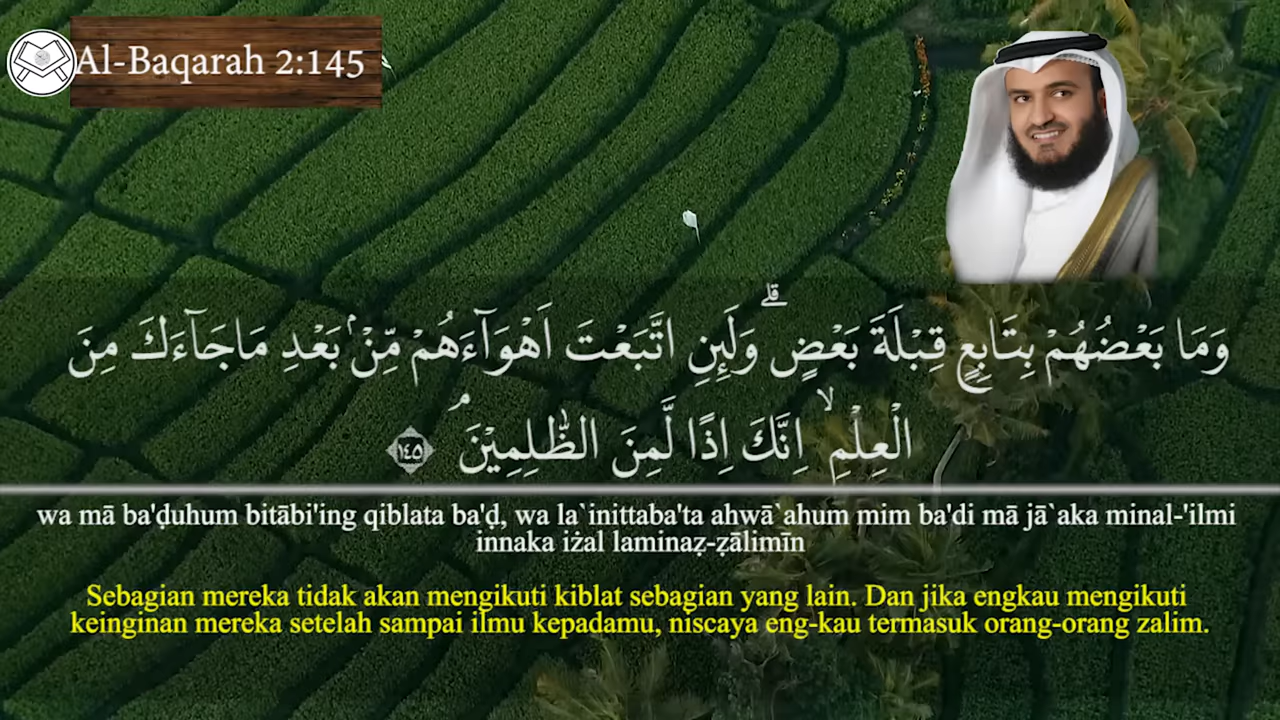 Al-Baqarah 2:145
وَمَا بَعْضُهُمْ بِتَابِعٍ قِبْلَةَ بَعْضٍۗ وَلَىِٕنِ اتَّبَعْتَ اَهْوَاۤءَهُمْ مِّنْۢ بَعْدِ مَاجَاۤءَكَ مِنَ
الْعِلْمِۙ اِنَّكَ اِذًا لَّمِنَ الظّٰلِمِيْنَۘ ١٤٥
wa mā ba'ḍuhum bitābi'ing qiblata ba'ḍ, wa la`inittaba'ta ahwā`ahum mim ba'di mā jā`aka minal-'ilmi
innaka iżal laminaẓ-ẓālimīn
Sebagian mereka tidak akan mengikuti kiblat sebagian yang lain. Dan jika engkau mengikuti
keinginan mereka setelah sampai ilmu kepadamu, niscaya eng-kau termasuk orang-orang zalim.